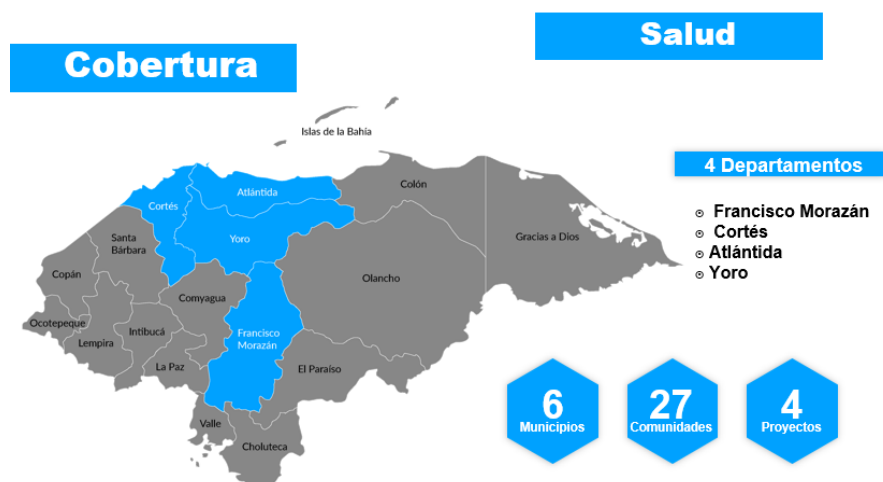 Cobertura
Salud
Islas de la Bahía
Atlántida
Colón
Cortés
Yoro
Santa
Bárbara
Gracias a Dios
Copán
Olancho
Comyagua
Ocotepeque
Lempira
Intibucá
Francisco
Morazán
La Paz
El Paraíso
Valle
Choluteca
4 Departamentos
Francisco Morazán
Cortés
Atlántida
Yoro
6
Municipios
27
Comunidades
4
Proyectos